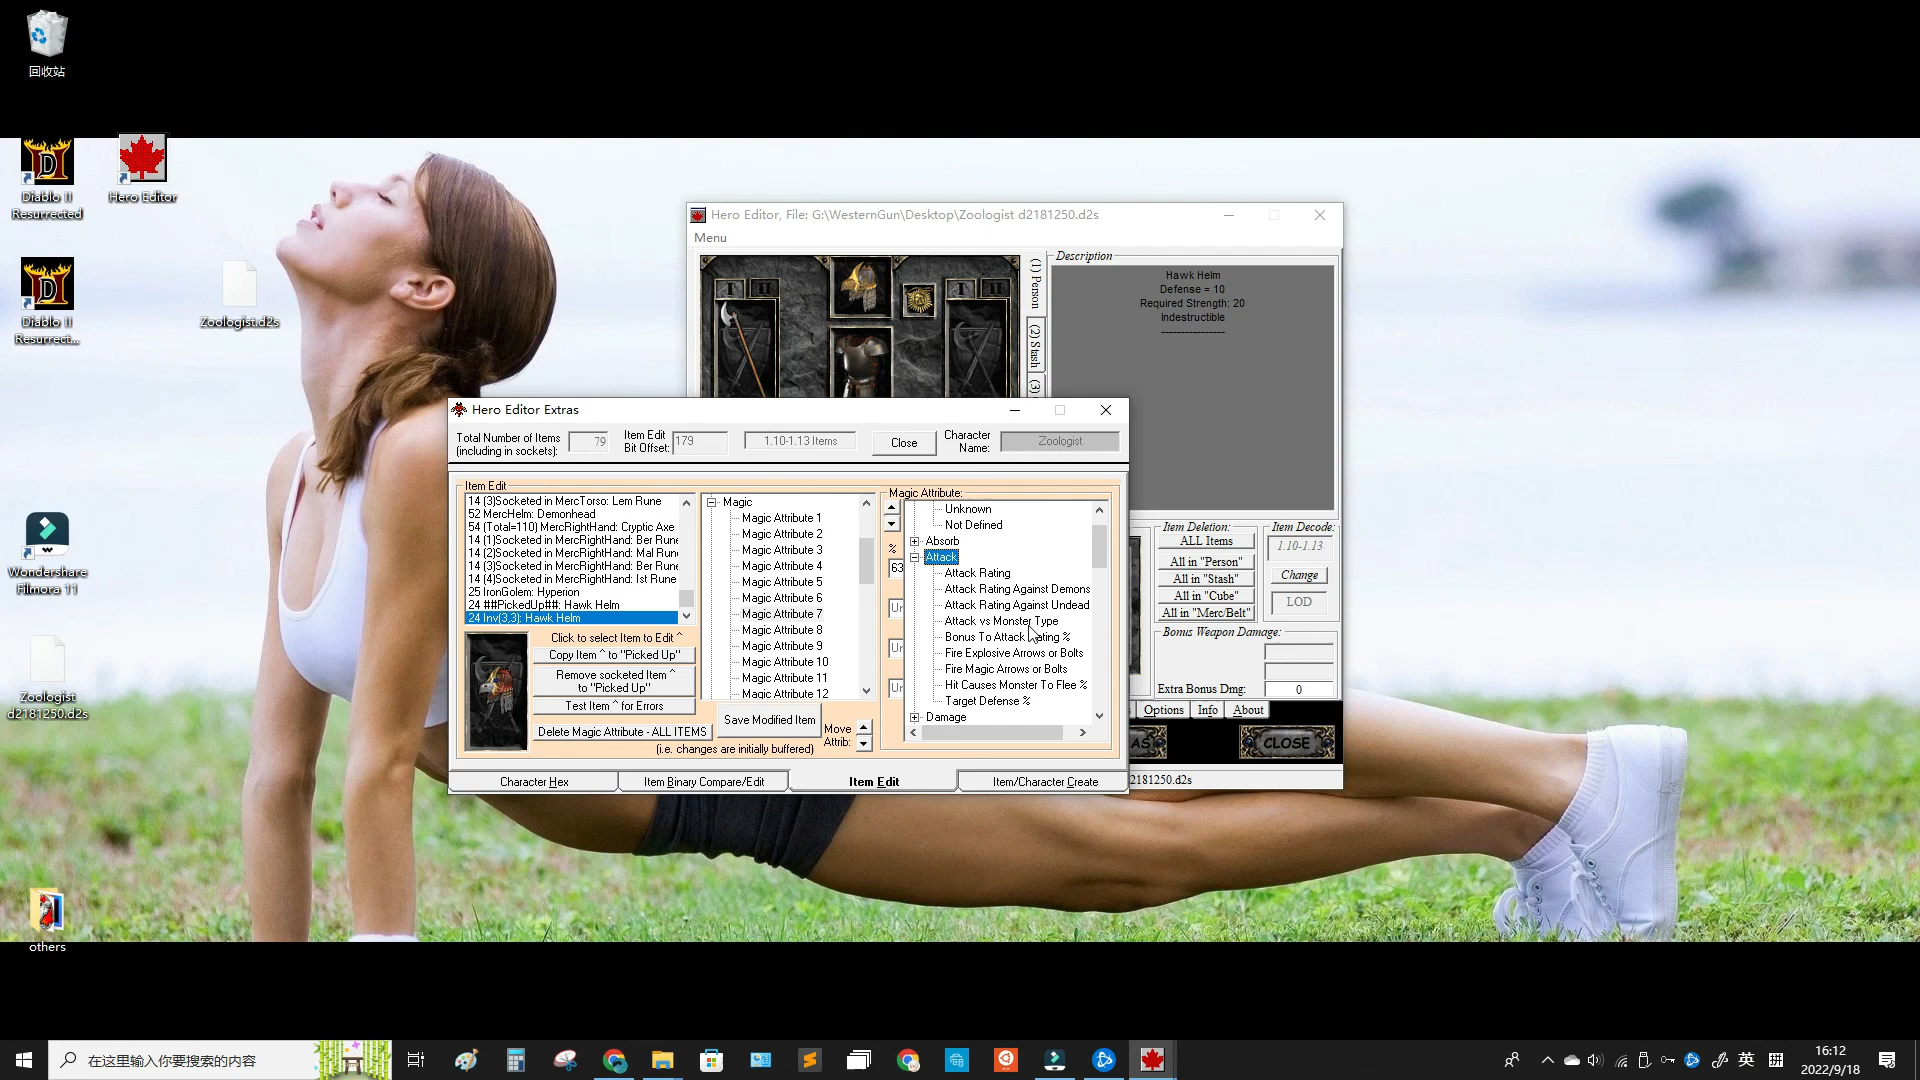 回收站
Diablo II
Resurrected
Hero Editor
Diablo II
Resurrect...
Zoologist.d2s
Wondershare
Filmora 11
Zoologist
d2181250.d2s
others
Hero Editor, File: G:\WesternGun\Desktop\Zoologist d2181250.d2s
Menu
(1) Person
(2) Stash
(3)
Description
Hawk Helm
Defense = 10
Required Strength: 20
Indestructible
----------------
Item Deletion:
ALL Items
All in "Person"
All in "Stash"
All in "Cube"
All in "Merc/Belt"
Item Decode:
1.10-1.13
Change
LOD
Bonus Weapon Damage:
Extra Bonus Dmg:
0
s
Options
Info
About
AS
CLOSE
2181250.d2s
Hero Editor Extras
Total Number of Items
(including in sockets):
79
Item Edit
Bit Offset:
179
1.10-1.13 Items
Close
Character
Name:
Zoologist
Item Edit
14 (3)Socketed in MercTorso: Lem Rune
52 MercHelm: Demonhead
54 (Total=110) MercRightHand: Cryptic Axe
14 (1)Socketed in MercRightHand: Ber Rune
14 (2)Socketed in MercRightHand: Mal Rune
14 (3)Socketed in MercRightHand: Ber Rune
14 (4)Socketed in MercRightHand: Ist Rune
25 IronGolem: Hyperion
24 ##PickedUp##: Hawk Helm
24 Inv(3,3): Hawk Helm
Click to select Item to Edit ^
Copy Item ^ to "Picked Up"
Remove socketed Item ^
to "Picked Up"
Test Item ^ for Errors
Delete Magic Attribute - ALL ITEMS
Magic
Magic Attribute 1
Magic Attribute 2
Magic Attribute 3
Magic Attribute 4
Magic Attribute 5
Magic Attribute 6
Magic Attribute 7
Magic Attribute 8
Magic Attribute 9
Magic Attribute 10
Magic Attribute 11
Magic Attribute 12
Save Modified Item
(i.e. changes are initially buffered)
Move
Attrib:
Magic Attribute:
%
63
Ur
Ur
Ur
Unknown
Not Defined
Absorb
Attack
Attack Rating
Attack Rating Against Demons
Attack Rating Against Undead
Attack vs Monster Type
Bonus To Attack Rating %
Fire Explosive Arrows or Bolts
Fire Magic Arrows or Bolts
Hit Causes Monster To Flee %
Target Defense %
Damage
Character Hex
Item Binary Compare/Edit
Item Edit
Item/Character Create
在这里输入你要搜索的内容
英
拼
16:12
2022/9/18